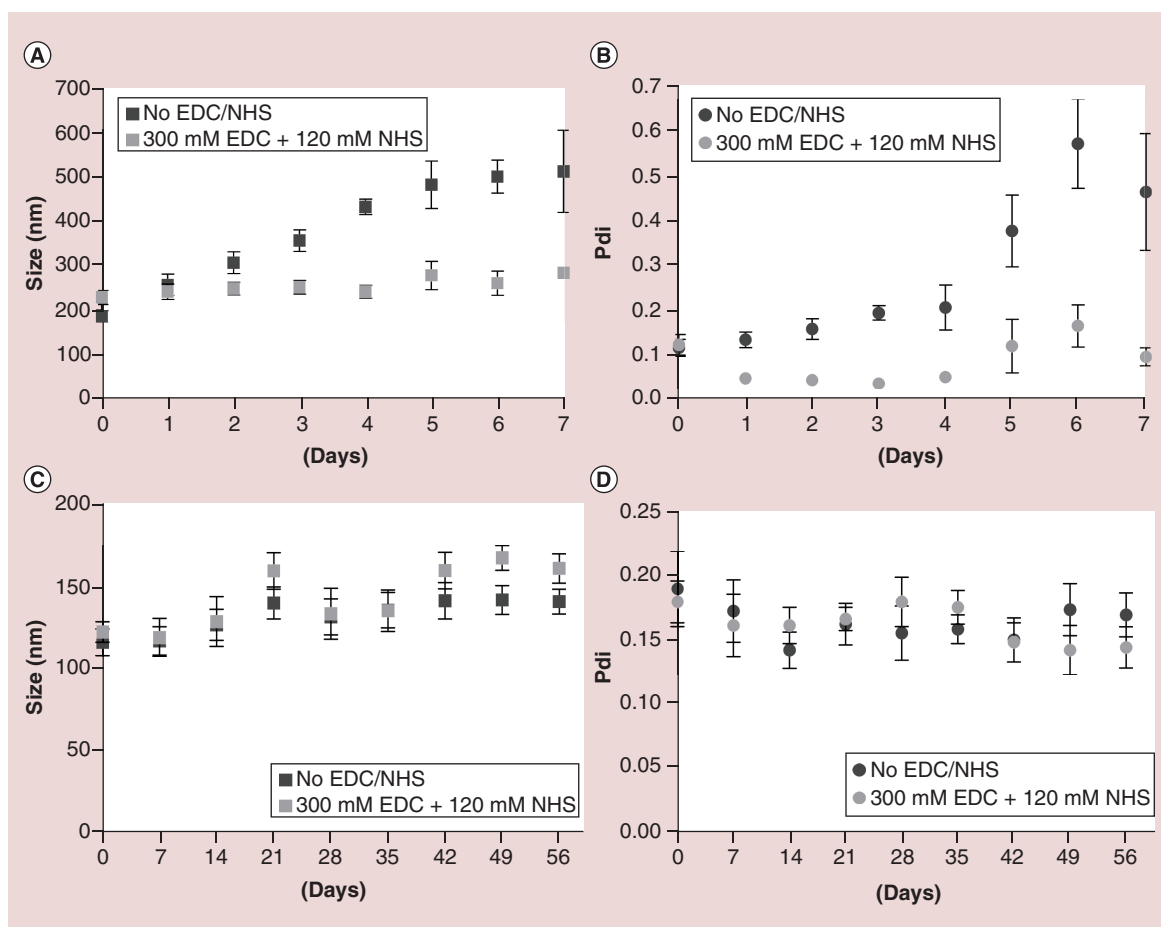 A
700
600
500
400
300
200
100
0
Size (nm)
No EDC/NHS
300 mM EDC + 120 mM NHS
0 1 2 3 4 5 6 7
(Days)
B
0.7
0.6
0.5
0.4
0.3
0.2
0.1
0.0
Pdi
No EDC/NHS
300 mM EDC + 120 mM NHS
0 1 2 3 4 5 6 7
(Days)
C
200
150
100
50
0
Size (nm)
No EDC/NHS
300 mM EDC + 120 mM NHS
0 7 14 21 28 35 42 49 56
(Days)
D
0.25
0.20
0.15
0.10
0.05
0.00
Pdi
No EDC/NHS
300 mM EDC + 120 mM NHS
0 7 14 21 28 35 42 49 56
(Days)